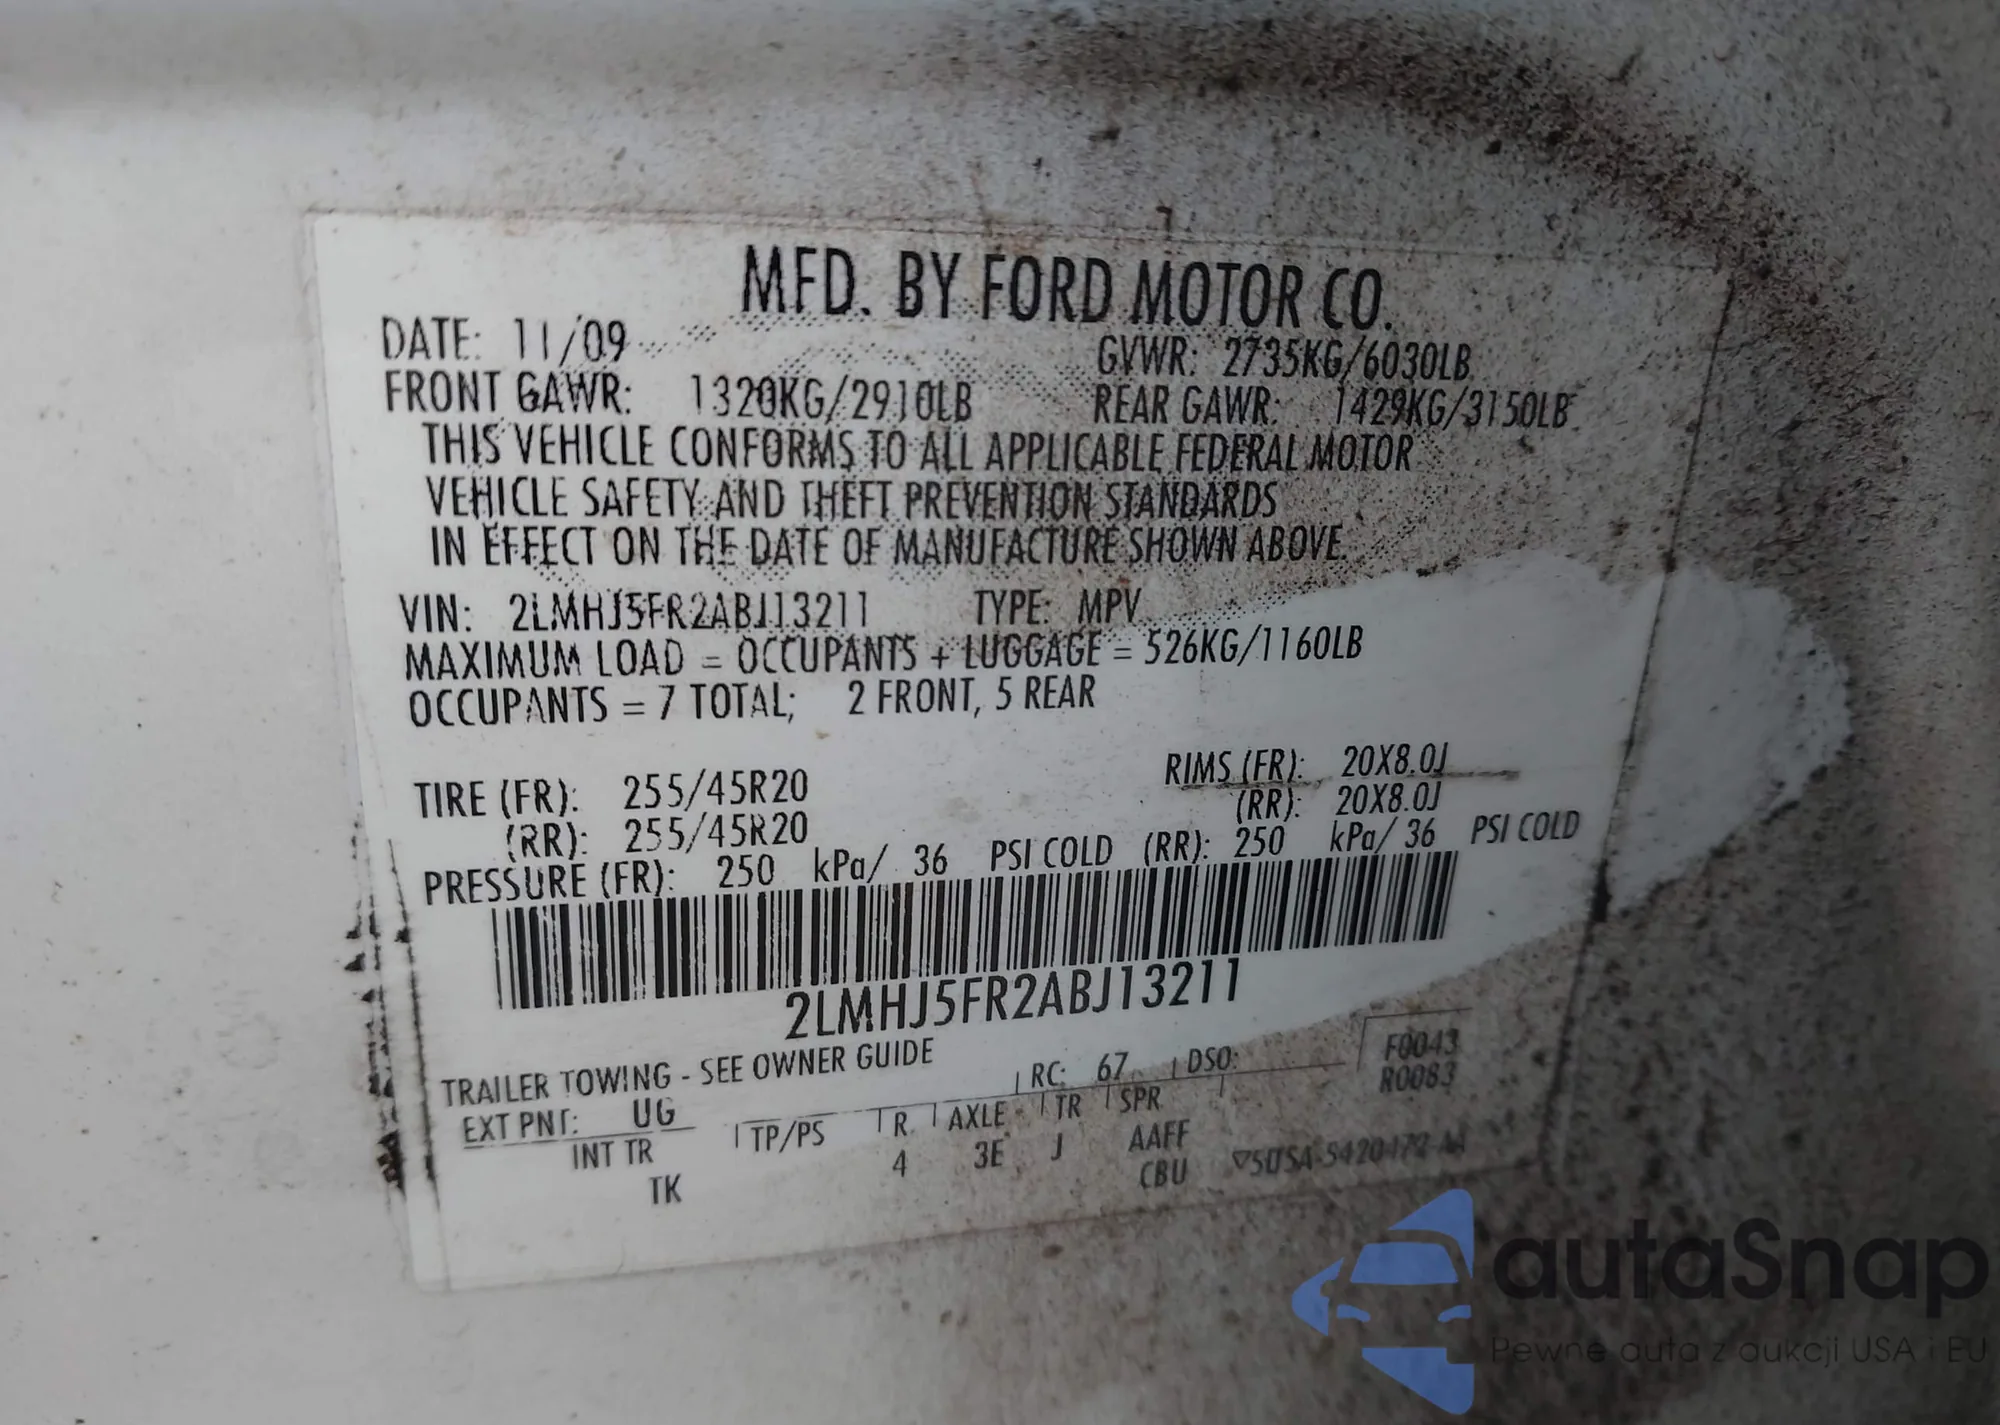 MFD. BY FORD MOTOR CO.
DATE: 11/09 GVWR: 2735KG/6030LB
FRONT GAWR: 1320KG/2910LB REAR GAWR: 1429KG/3150LB
THIS VEHICLE CONFORMS TO ALL APPLICABLE FEDERAL MOTOR
VEHICLE SAFETY AND THEFT PREVENTION STANDARDS
IN EFFECT ON THE DATE OF MANUFACTURE SHOWN ABOVE.
VIN: 2LMHJ5FR2ABJ13211 TYPE: MPV
MAXIMUM LOAD = OCCUPANTS + LUGGAGE = 526KG/1160LB
OCCUPANTS = 7 TOTAL; 2 FRONT, 5 REAR
TIRE (FR): 255/45R20 RIMS (FR): 20X8.0J
(RR): 255/45R20 (RR): 20X8.0J
PRESSURE (FR): 250 kPa/ 36 PSI COLD (RR): 250 kPa/ 36 PSI COLD
2LMHJ5FR2ABJ13211
TRAILER TOWING - SEE OWNER GUIDE RC: 67 DSO: F0043
R0083
EXT PNT: UG
INT TR TP/PS R AXLE TR SPR
TK 4 3E J AAFF
CBU
autaSnap
Pewne auta z aukcji USA i EU